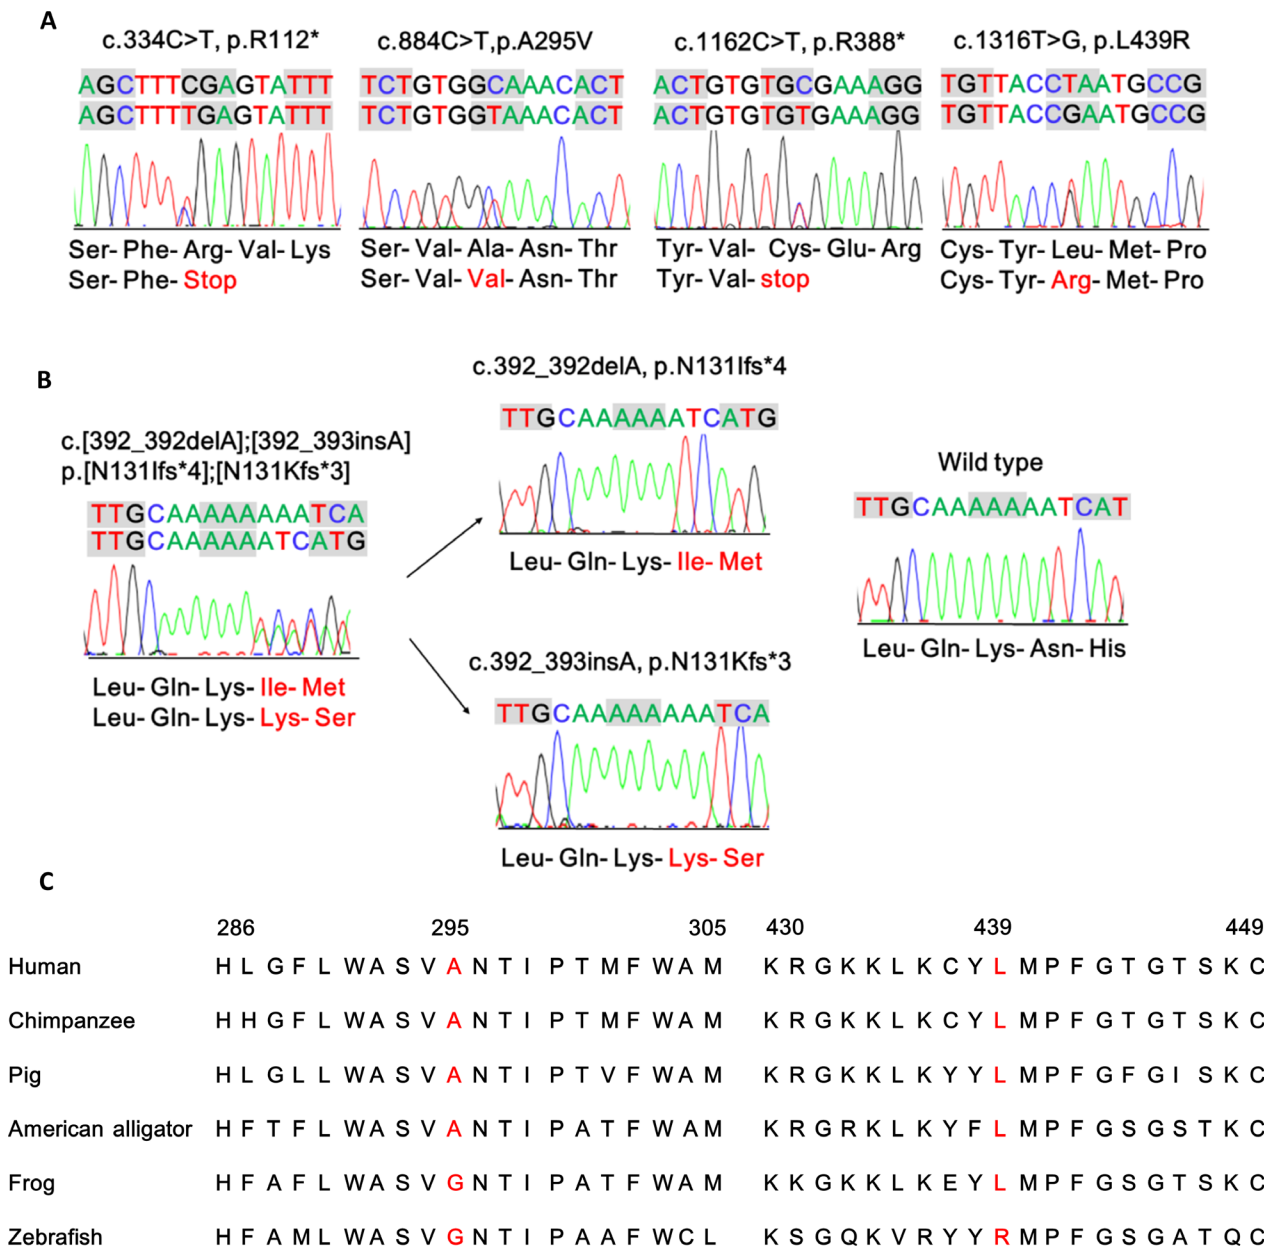 A
c.334C>T, p.R112*
c.884C>T,p.A295V
c.1162C>T, p.R388*
c.1316T>G, p.L439R
AGCTTTCGAGTATTT
TCTGTGGCAAACACT
ACTGTGTGCGAAAGG
TGTTACCTAATGCCG
AGCTTTTGAGTATTT
TCTGTGGTAAACACT
ACTGTGTGTGAAAGG
TGTTACCGAATGCCG
Ser- Phe- Arg- Val- Lys
Ser- Val- Ala- Asn- Thr
Tyr- Val- Cys- Glu- Arg
Cys- Tyr- Leu- Met- Pro
Ser- Phe- Stop
Ser- Val- Val- Asn- Thr
Tyr- Val- stop
Cys- Tyr- Arg- Met- Pro
B
c.[392_392delA];[392_393insA]
p.[N131Ifs*4];[N131Kfs*3]
TTGCAAAAAAAATCA
TTGCAAAAAATCATG
Leu- Gln- Lys- Ile- Met
Leu- Gln- Lys- Lys- Ser
c.392_392delA, p.N131Ifs*4
TTGCAAAAAATCATG
Leu- Gln- Lys- Ile- Met
c.392_393insA, p.N131Kfs*3
TTGCAAAAAAAATCA
Leu- Gln- Lys- Lys- Ser
Wild type
TTGCAAAAAAATCAT
Leu- Gln- Lys- Asn- His
C
286 295 305 430 439 449
Human H L G F L W A S V A N T I P T M F W A M K R G K K L K C Y L M P F G T G T S K C
Chimpanzee H H G F L W A S V A N T I P T M F W A M K R G K K L K C Y L M P F G T G T S K C
Pig H L G L L W A S V A N T I P T V F W A M K R G K K L K Y Y L M P F G F G I S K C
American alligator H F T F L W A S V A N T I P A T F W A M K R G R K L K Y F L M P F G S G S T K C
Frog H F A F L W A S V G N T I P A T F W A M K K G K K L K E Y L M P F G S G T S K C
Zebrafish H F A M L W A S V G N T I P A A F W C L K S G Q K V R Y Y R M P F G S G A T Q C